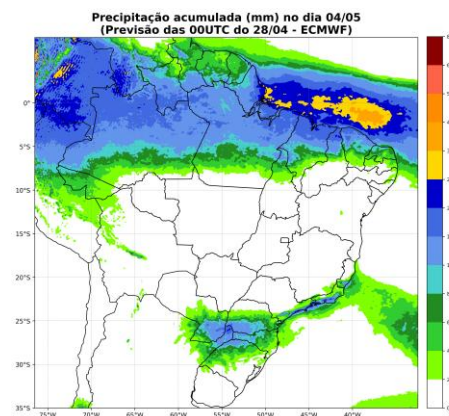 Precipitação acumulada (mm) no dia 04/05
(Previsão das 00UTC do 28/04 - ECMWF)
0°
5°S
10°S
15°S
20°S
25°S
30°S
35°S
75°W
70°W
65°W
60°W
55°W
50°W
45°W
40°W